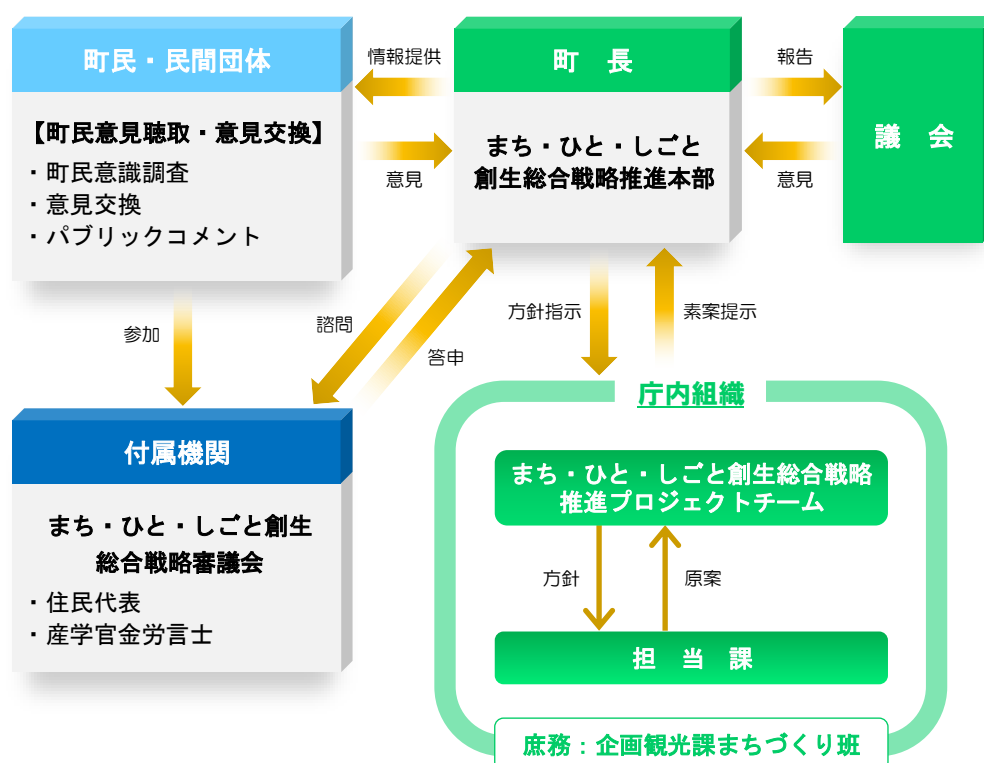 町民・民間団体
【町民意見聴取・意見交換】
・町民意識調査
・意見交換
・パブリックコメント
情報提供
意見
町　長
まち・ひと・しごと
創生総合戦略推進本部
報告
意見
議　会
参加
諮問
答申
方針指示
素案提示
付属機関
まち・ひと・しごと創生
総合戦略審議会
・住民代表
・産学官金労言士
庁内組織
まち・ひと・しごと創生総合戦略
推進プロジェクトチーム
方針
原案
担　当　課
庶務：企画観光課まちづくり班